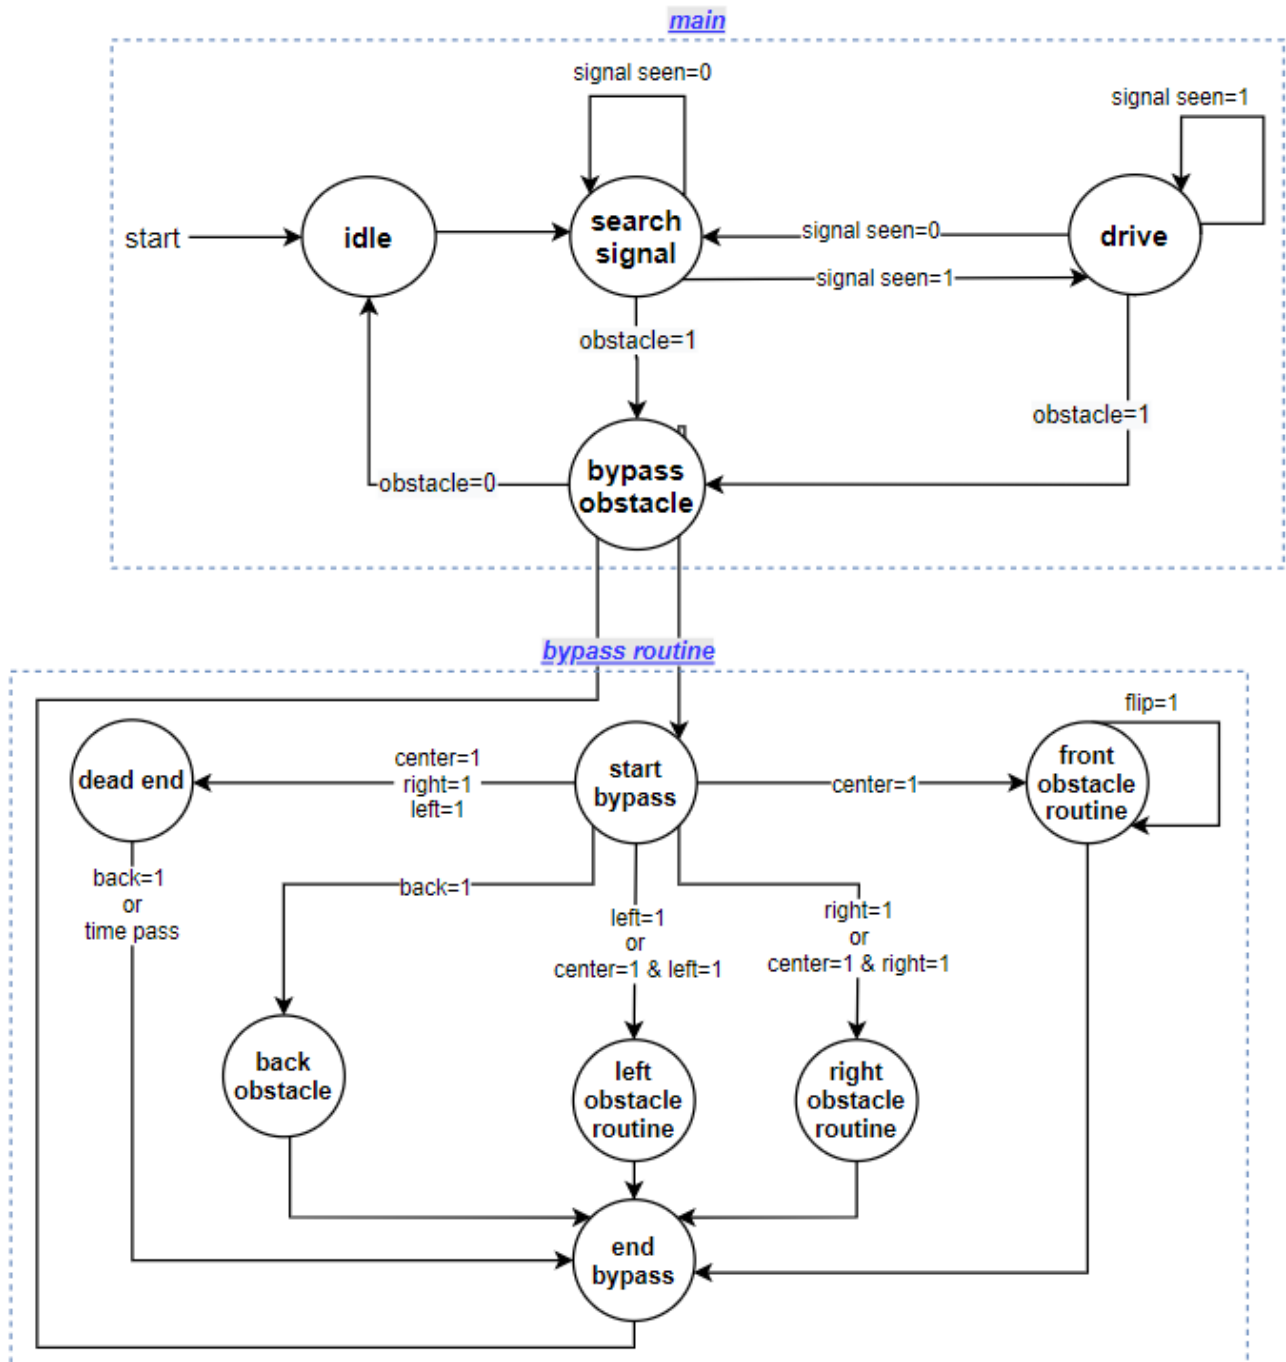 main
signal seen=0
signal seen=1
start
idle
search
signal
signal seen=0
drive
signal seen=1
obstacle=1
obstacle=1
bypass
obstacle
obstacle=0
bypass routine
flip=1
dead end
center=1
right=1
left=1
start
bypass
center=1
front
obstacle
routine
back=1
or
time pass
back=1
left=1
or
center=1 & left=1
right=1
or
center=1 & right=1
back
obstacle
left
obstacle
routine
right
obstacle
routine
end
bypass